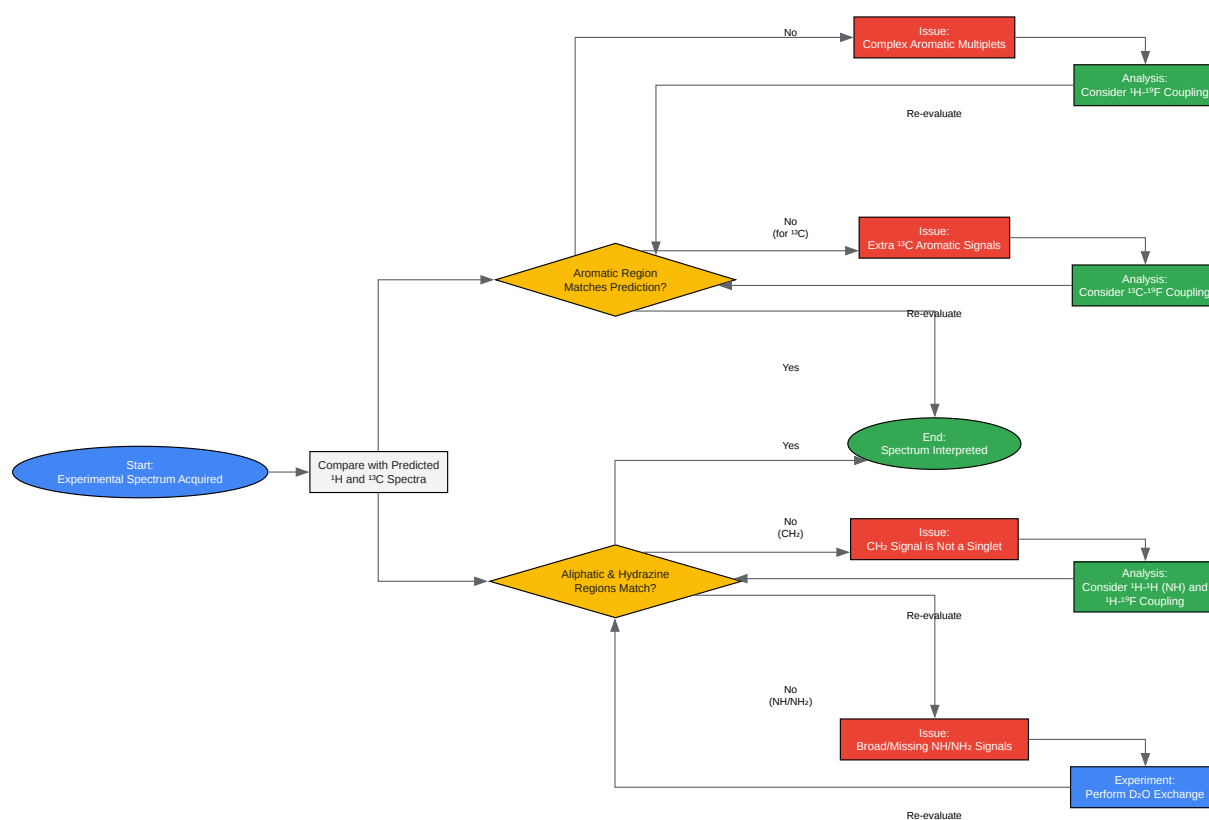 No
Issue:
Complex Aromatic Multiplets
Analysis:
Consider ¹H-¹⁹F Coupling
Re-evaluate
No
(for ¹³C)
Issue:
Extra ¹³C Aromatic Signals
Aromatic Region
Matches Prediction?
Analysis:
Consider ¹³C-¹⁹F Coupling
Re-evaluate
Yes
End:
Spectrum Interpreted
Yes
Start:
Experimental Spectrum Acquired
Compare with Predicted
¹H and ¹³C Spectra
No
(CH₂)
Issue:
CH₂ Signal is Not a Singlet
Aliphatic & Hydrazine
Regions Match?
Analysis:
Consider ¹H-¹H (NH) and
¹H-¹⁹F Coupling
Re-evaluate
No
(NH/NH₂)
Issue:
Broad/Missing NH/NH₂ Signals
Experiment:
Perform D₂O Exchange
Re-evaluate